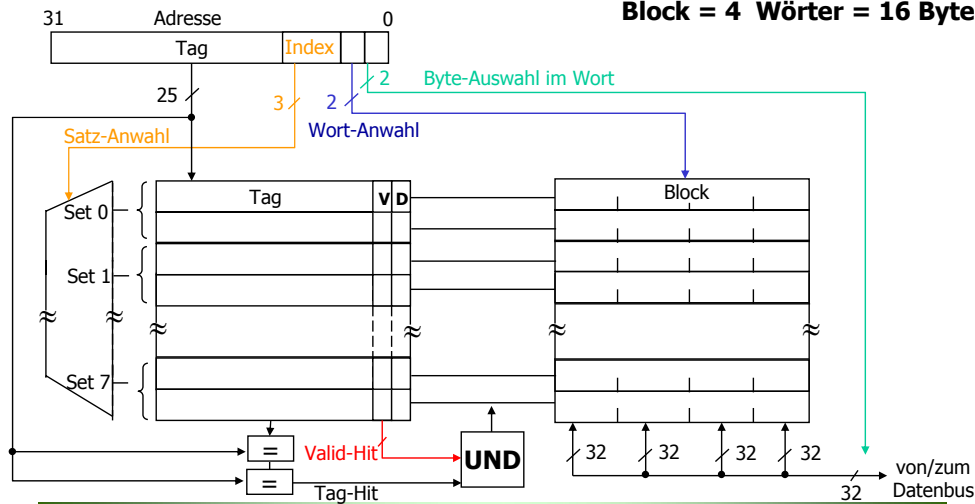 Block = 4 Wörter = 16 Byte
31 Adresse 0
Tag Index
25
3
2
2
Byte-Auswahl im Wort
Wort-Anwahl
Satz-Anwahl
Tag V D
Block
Set 0
Set 1
≈ ≈ ≈ ≈ ≈
Set 7
=
=
Valid-Hit
Tag-Hit
UND
32 32 32 32
32
von/zum
Datenbus